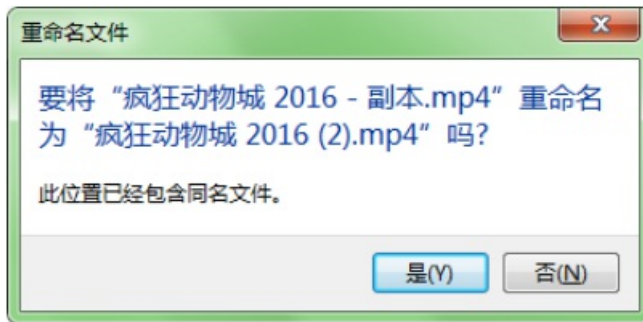 重命名文件
要将“疯狂动物城 2016 - 副本.mp4”重命名
为“疯狂动物城 2016 (2).mp4”吗?
此位置已经包含同名文件。
是(Y) 否(N)